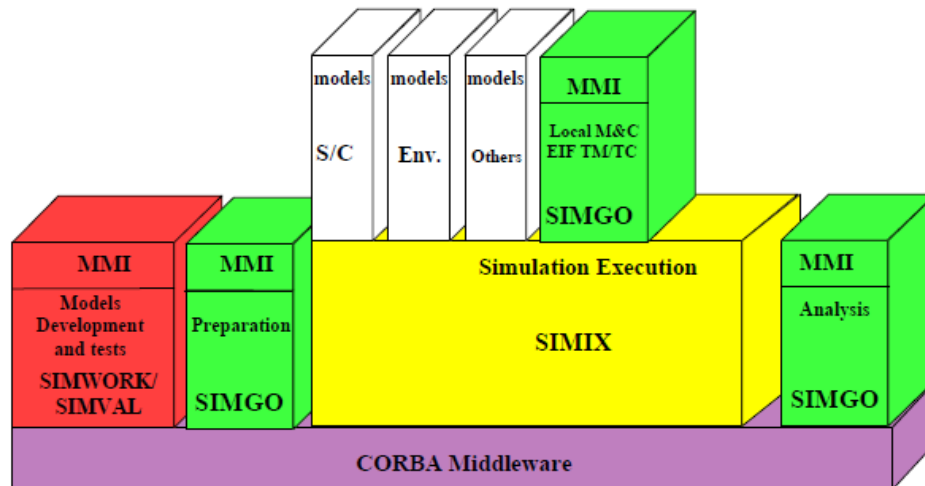 models
S/C
models
Env.
models
Others
MMI
Local M&C
EIF TM/TC
SIMGO
MMI
Models
Development
and tests
SIMWORK/
SIMVAL
MMI
Preparation
SIMGO
Simulation Execution
SIMIX
MMI
Analysis
SIMGO
CORBA Middleware